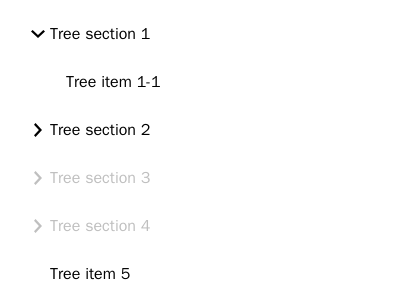 Tree section 1
Tree item 1-1
Tree section 2
Tree section 3
Tree section 4
Tree item 5